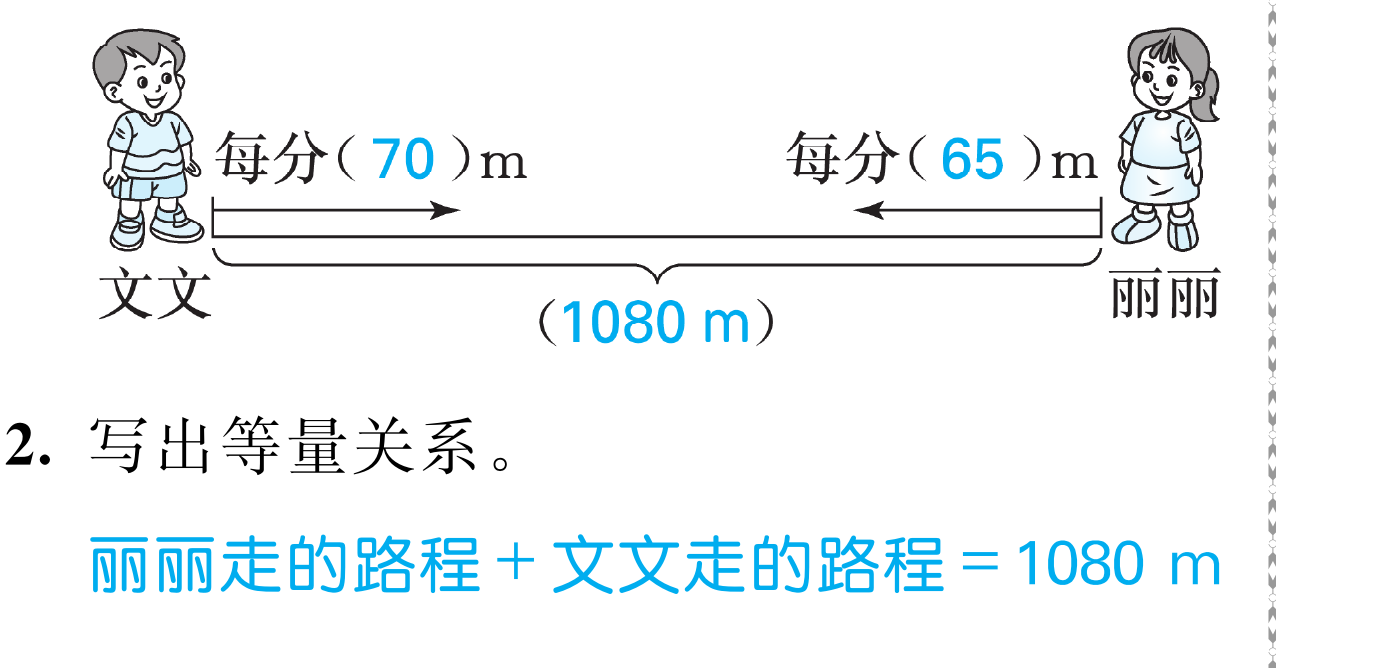 每分(70)m 每分(65)m
文文 丽丽
(1080 m)
2. 写出等量关系。
丽丽走的路程+文文走的路程=1080 m